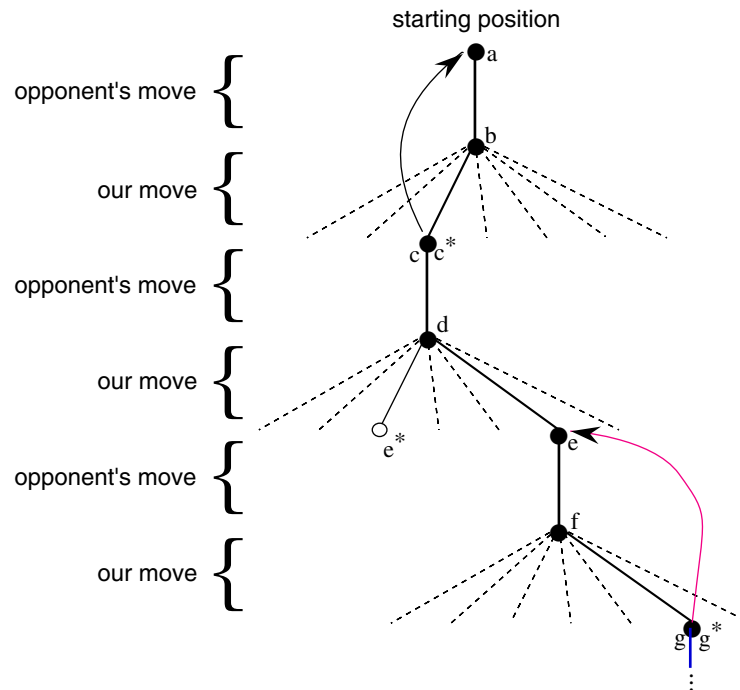 starting position
a
opponent's move
b
our move
c c*
opponent's move
d
our move
e*
e
opponent's move
f
our move
g g*